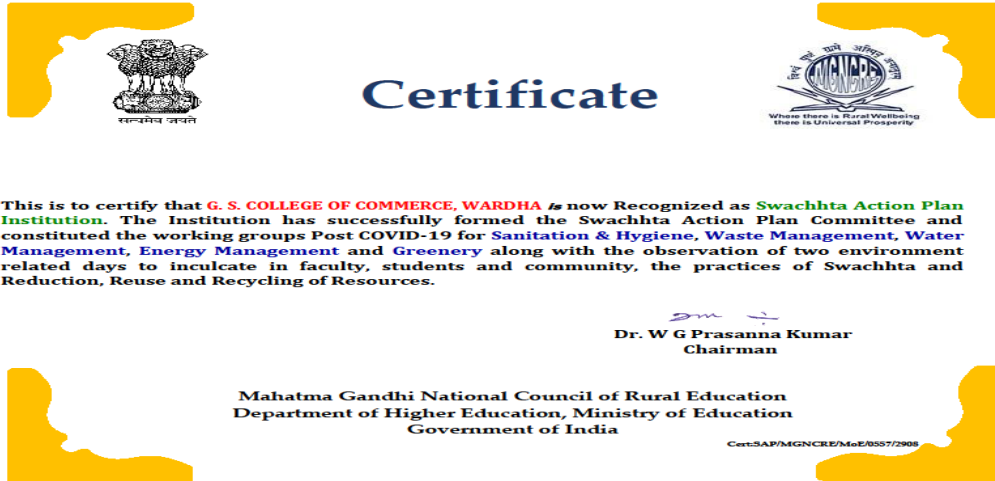 सत्यमेव जयते
Certificate
MGNCRE
Where there is Rural Wellbeing
there is Universal Prosperity
This is to certify that G. S. COLLEGE OF COMMERCE, WARDHA is now Recognized as Swachhta Action Plan
Institution. The Institution has successfully formed the Swachhta Action Plan Committee and
constituted the working groups Post COVID-19 for Sanitation & Hygiene, Waste Management, Water
Management, Energy Management and Greenery along with the observation of two environment
related days to inculcate in faculty, students and community, the practices of Swachhta and
Reduction, Reuse and Recycling of Resources.
Dr. W G Prasanna Kumar
Chairman
Mahatma Gandhi National Council of Rural Education
Department of Higher Education, Ministry of Education
Government of India
Cert:SAP/MGNCRE/MoE/0557/2908